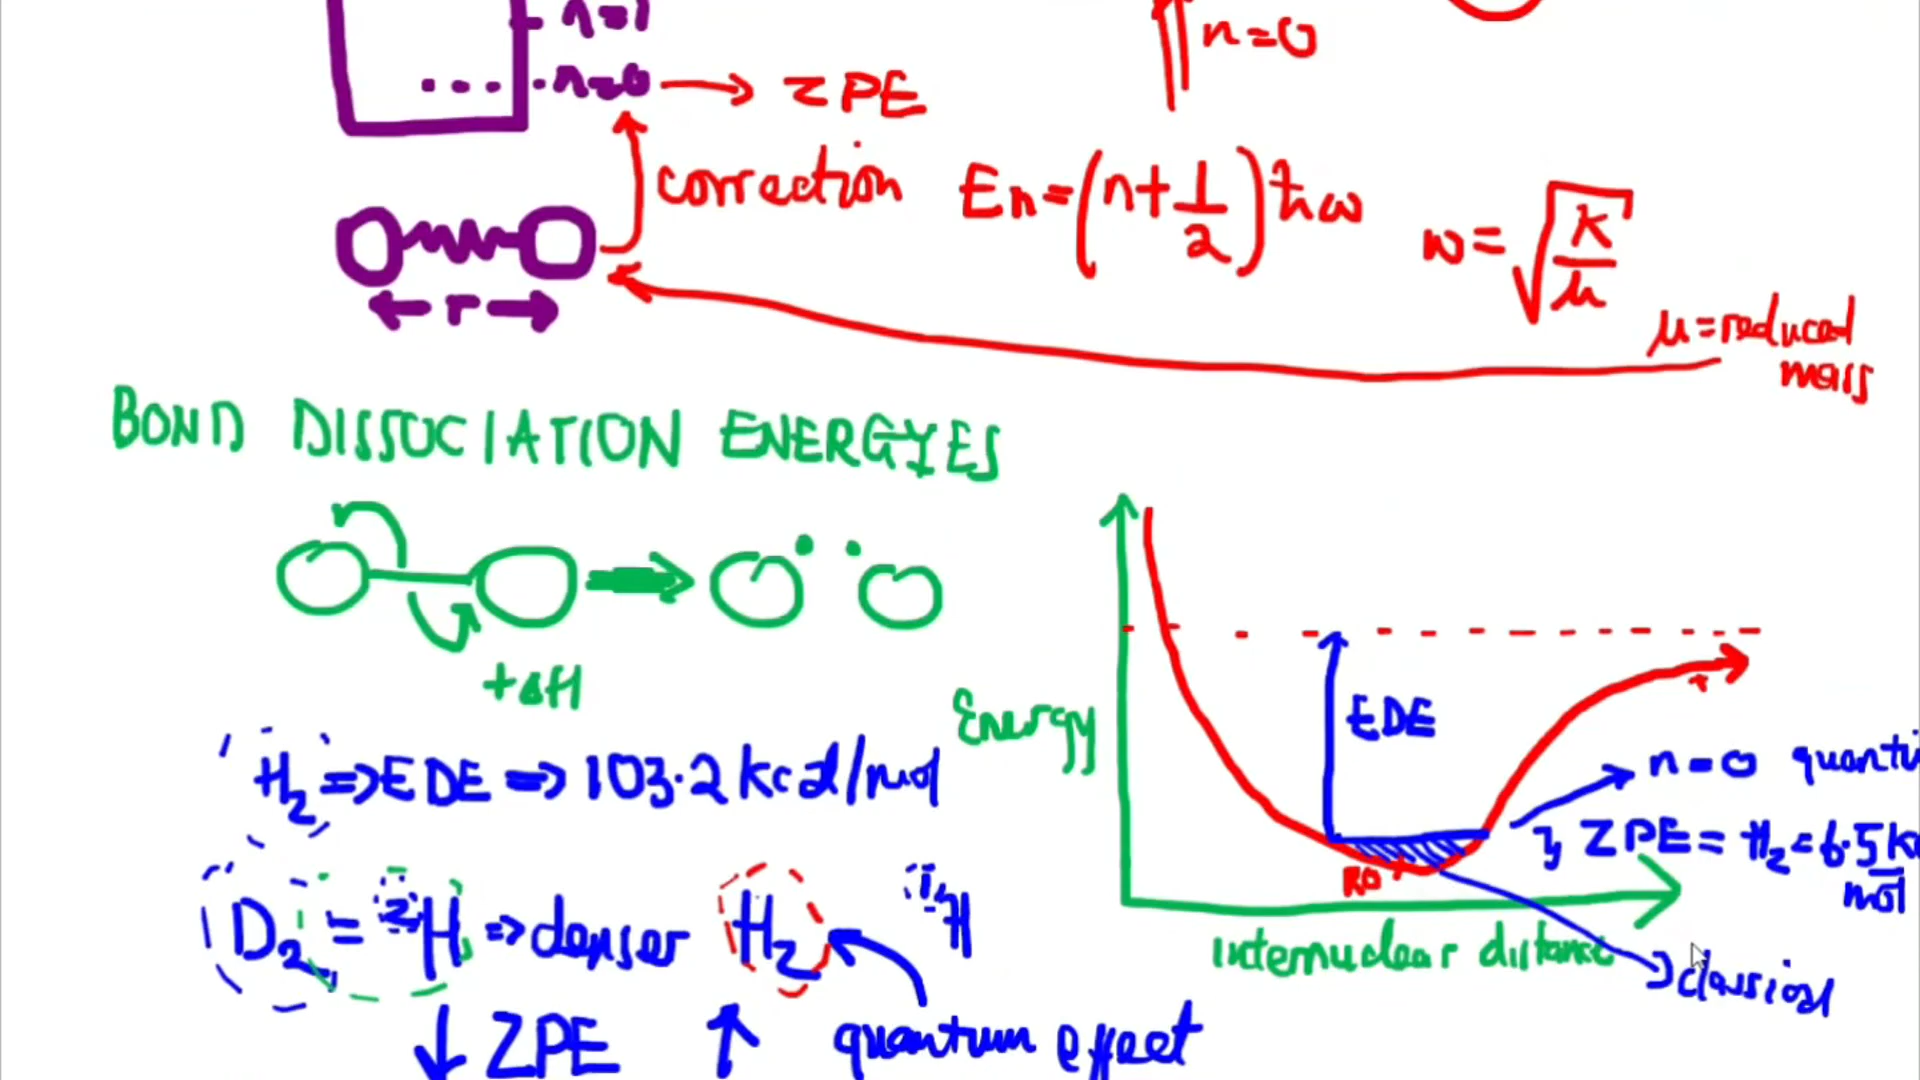 n=1
n=0
n=0 → ZPE
correction
En=(n+1/2)ħω
w=√k/μ
μ=reduced
mass
r
BOND DISSOCIATION ENERGIES
+ΔH
Energy
EDE
H2 ⇒ EDE ⇒ 103.2 kcal/mol
n=0 quanti
ZPE = H2 = 6.5 k
mol
R0
D2 = ²H ⇒ denser H2 ¹H
internuclear distance
classical
↓ ZPE ↑ quantum effect